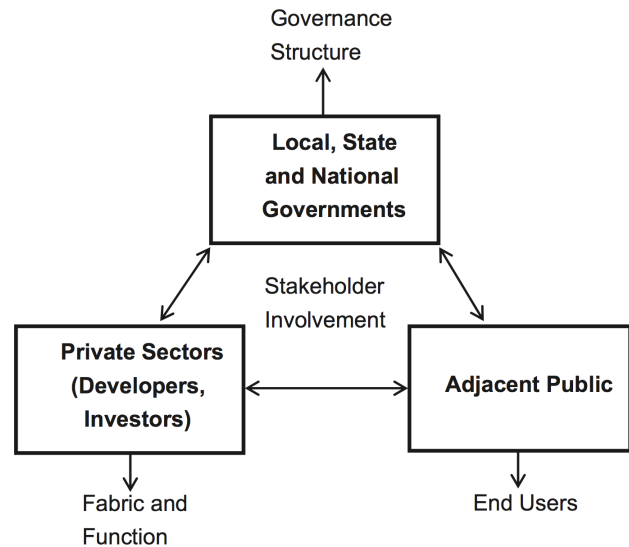 Governance
Structure
Local, State
and National
Governments
Stakeholder
Involvement
Private Sectors
(Developers,
Investors)
Adjacent Public
Fabric and
Function
End Users